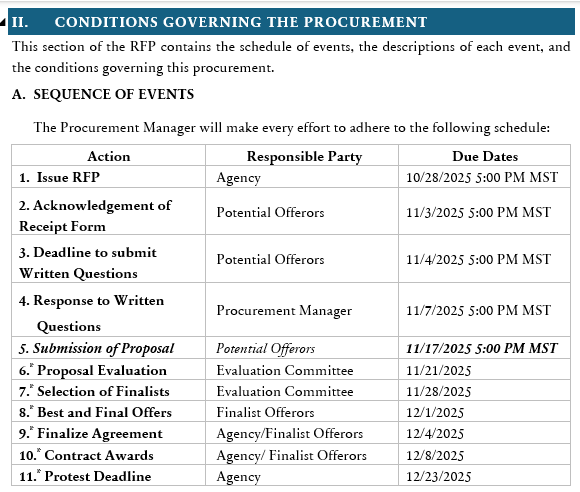 II. CONDITIONS GOVERNING THE PROCUREMENT
This section of the RFP contains the schedule of events, the descriptions of each event, and
the conditions governing this procurement.
A. SEQUENCE OF EVENTS
The Procurement Manager will make every effort to adhere to the following schedule:
Action Responsible Party Due Dates
1. Issue RFP Agency 10/28/2025 5:00 PM MST
2. Acknowledgement of
Receipt Form Potential Offerors 11/3/2025 5:00 PM MST
3. Deadline to submit
Written Questions Potential Offerors 11/4/2025 5:00 PM MST
4. Response to Written
Questions Procurement Manager 11/7/2025 5:00 PM MST
5. Submission of Proposal Potential Offerors 11/17/2025 5:00 PM MST
6.* Proposal Evaluation Evaluation Committee 11/21/2025
7.* Selection of Finalists Evaluation Committee 11/28/2025
8.* Best and Final Offers Finalist Offerors 12/1/2025
9.* Finalize Agreement Agency/Finalist Offerors 12/4/2025
10.* Contract Awards Agency/ Finalist Offerors 12/8/2025
11.* Protest Deadline Agency 12/23/2025